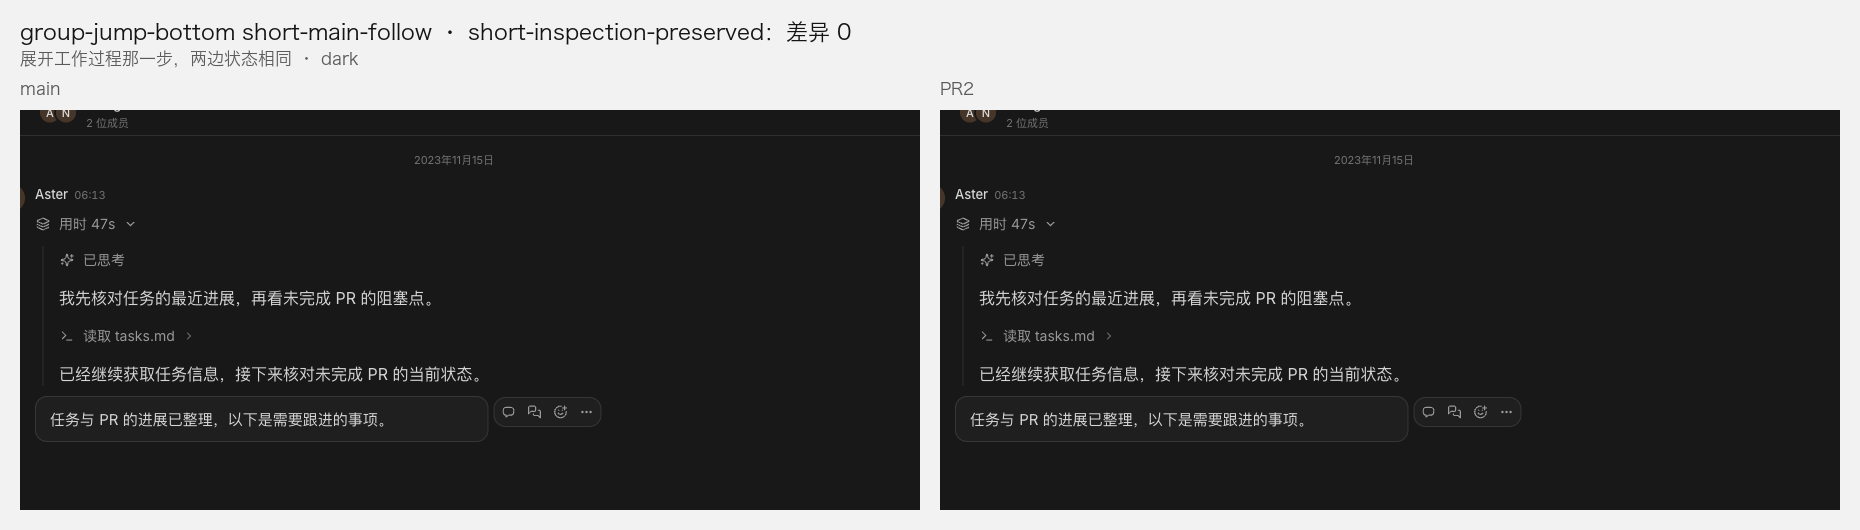 group-jump-bottom short-main-follow · short-inspection-preserved：差异 0
展开工作过程那一步，两边状态相同 · dark
main
A N
2 位成员
2023年11月15日
Aster 06:13
用时 47s
已思考
我先核对任务的最近进展，再看未完成 PR 的阻塞点。
读取 tasks.md
已经继续获取任务信息，接下来核对未完成 PR 的当前状态。
任务与 PR 的进展已整理，以下是需要跟进的事项。
PR2
A N
2 位成员
2023年11月15日
Aster 06:13
用时 47s
已思考
我先核对任务的最近进展，再看未完成 PR 的阻塞点。
读取 tasks.md
已经继续获取任务信息，接下来核对未完成 PR 的当前状态。
任务与 PR 的进展已整理，以下是需要跟进的事项。